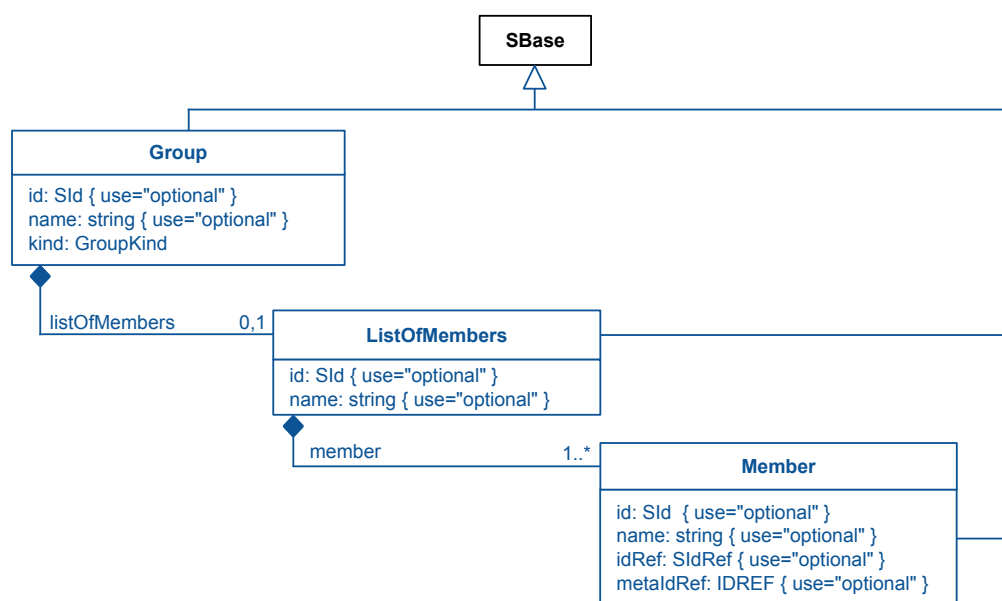 SBase
Group
id: SId { use="optional" }
name: string { use="optional" }
kind: GroupKind
listOfMembers 0,1
ListOfMembers
id: SId { use="optional" }
name: string { use="optional" }
member 1..*
Member
id: SId { use="optional" }
name: string { use="optional" }
idRef: SIdRef { use="optional" }
metaIdRef: IDREF { use="optional" }